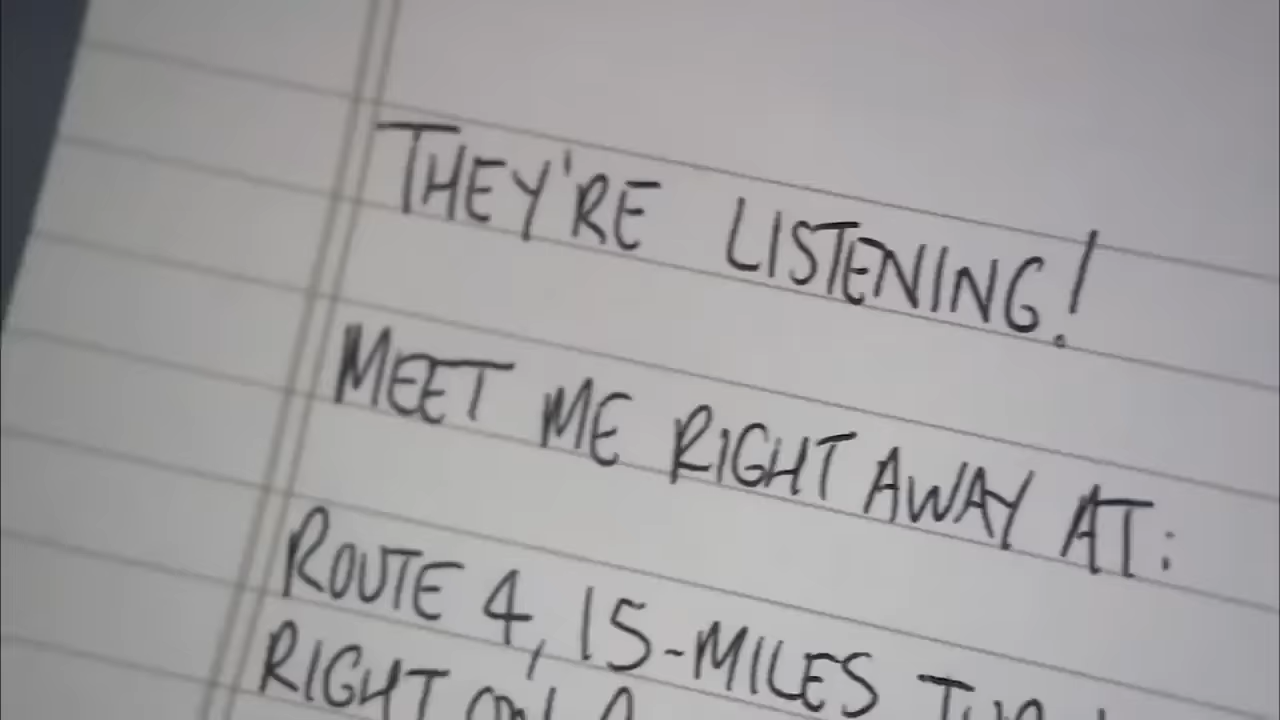 THEY'RE LISTENING!
MEET ME RIGHT AWAY AT:
ROUTE 4, 15-MILES
RIGHT